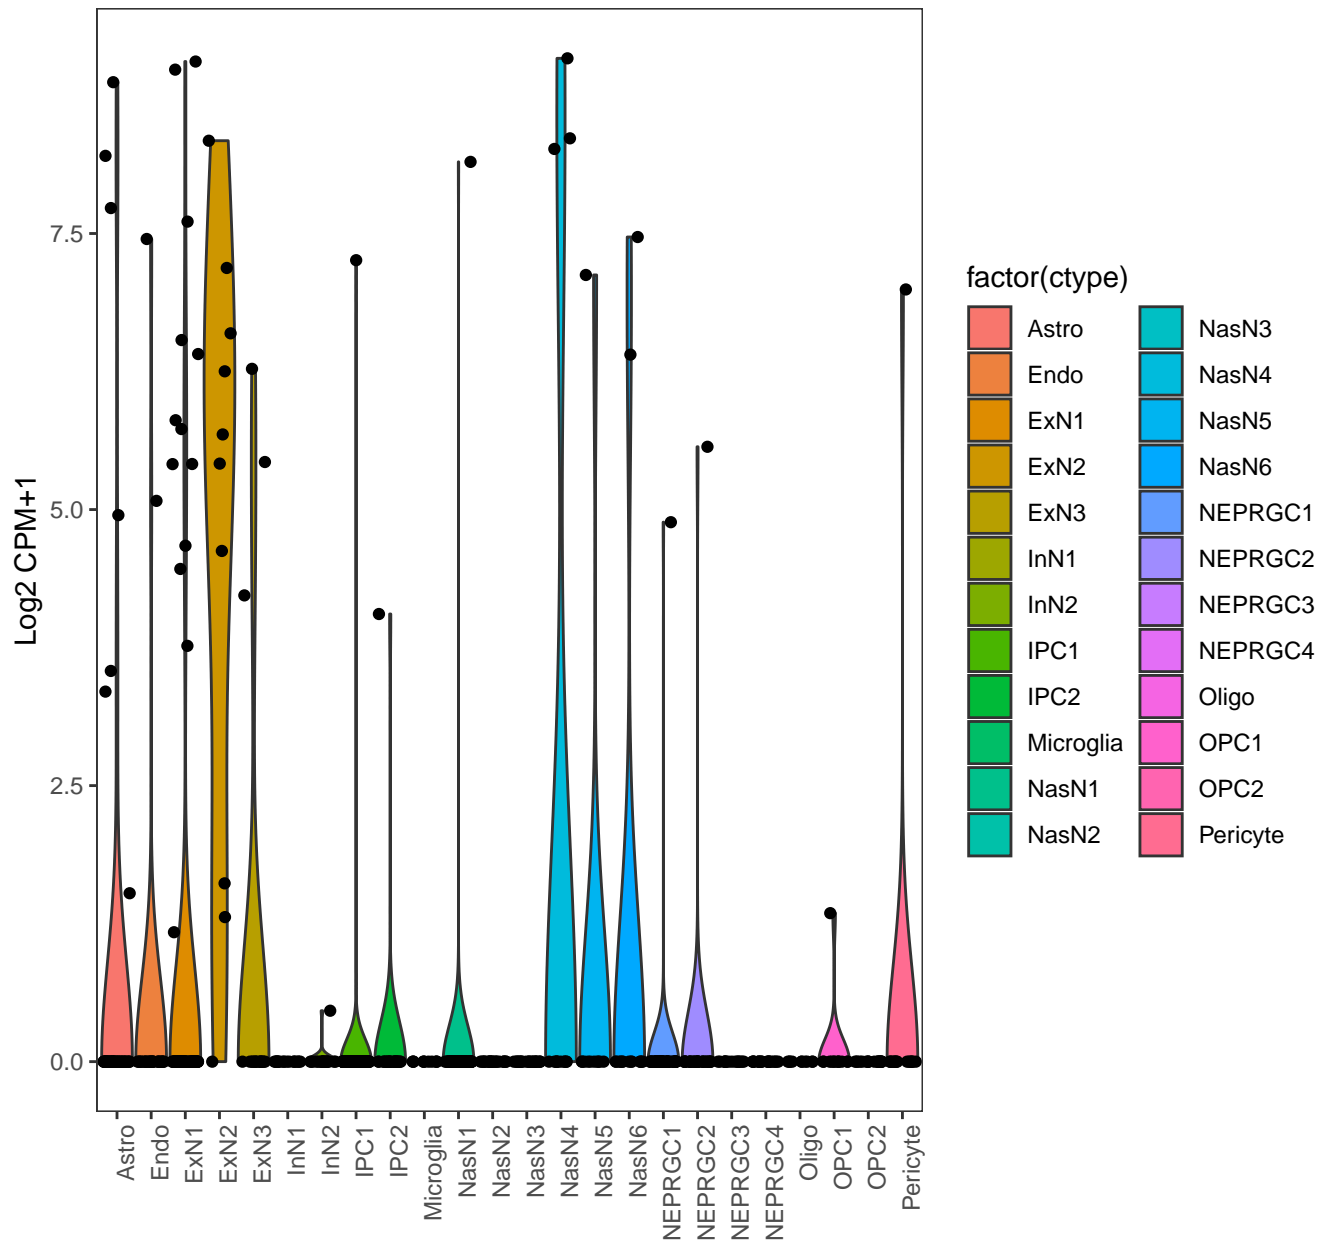 Log2 CPM+1
7.5
5.0
2.5
0.0
Astro
Endo
ExN1
ExN2
ExN3
InN1
InN2
IPC1
IPC2
Microglia
NasN1
NasN2
NasN3
NasN4
NasN5
NasN6
NEPRGC1
NEPRGC2
NEPRGC3
NEPRGC4
Oligo
OPC1
OPC2
Pericyte
factor(ctype)
Astro
Endo
ExN1
ExN2
ExN3
InN1
InN2
IPC1
IPC2
Microglia
NasN1
NasN2
NasN3
NasN4
NasN5
NasN6
NEPRGC1
NEPRGC2
NEPRGC3
NEPRGC4
Oligo
OPC1
OPC2
Pericyte